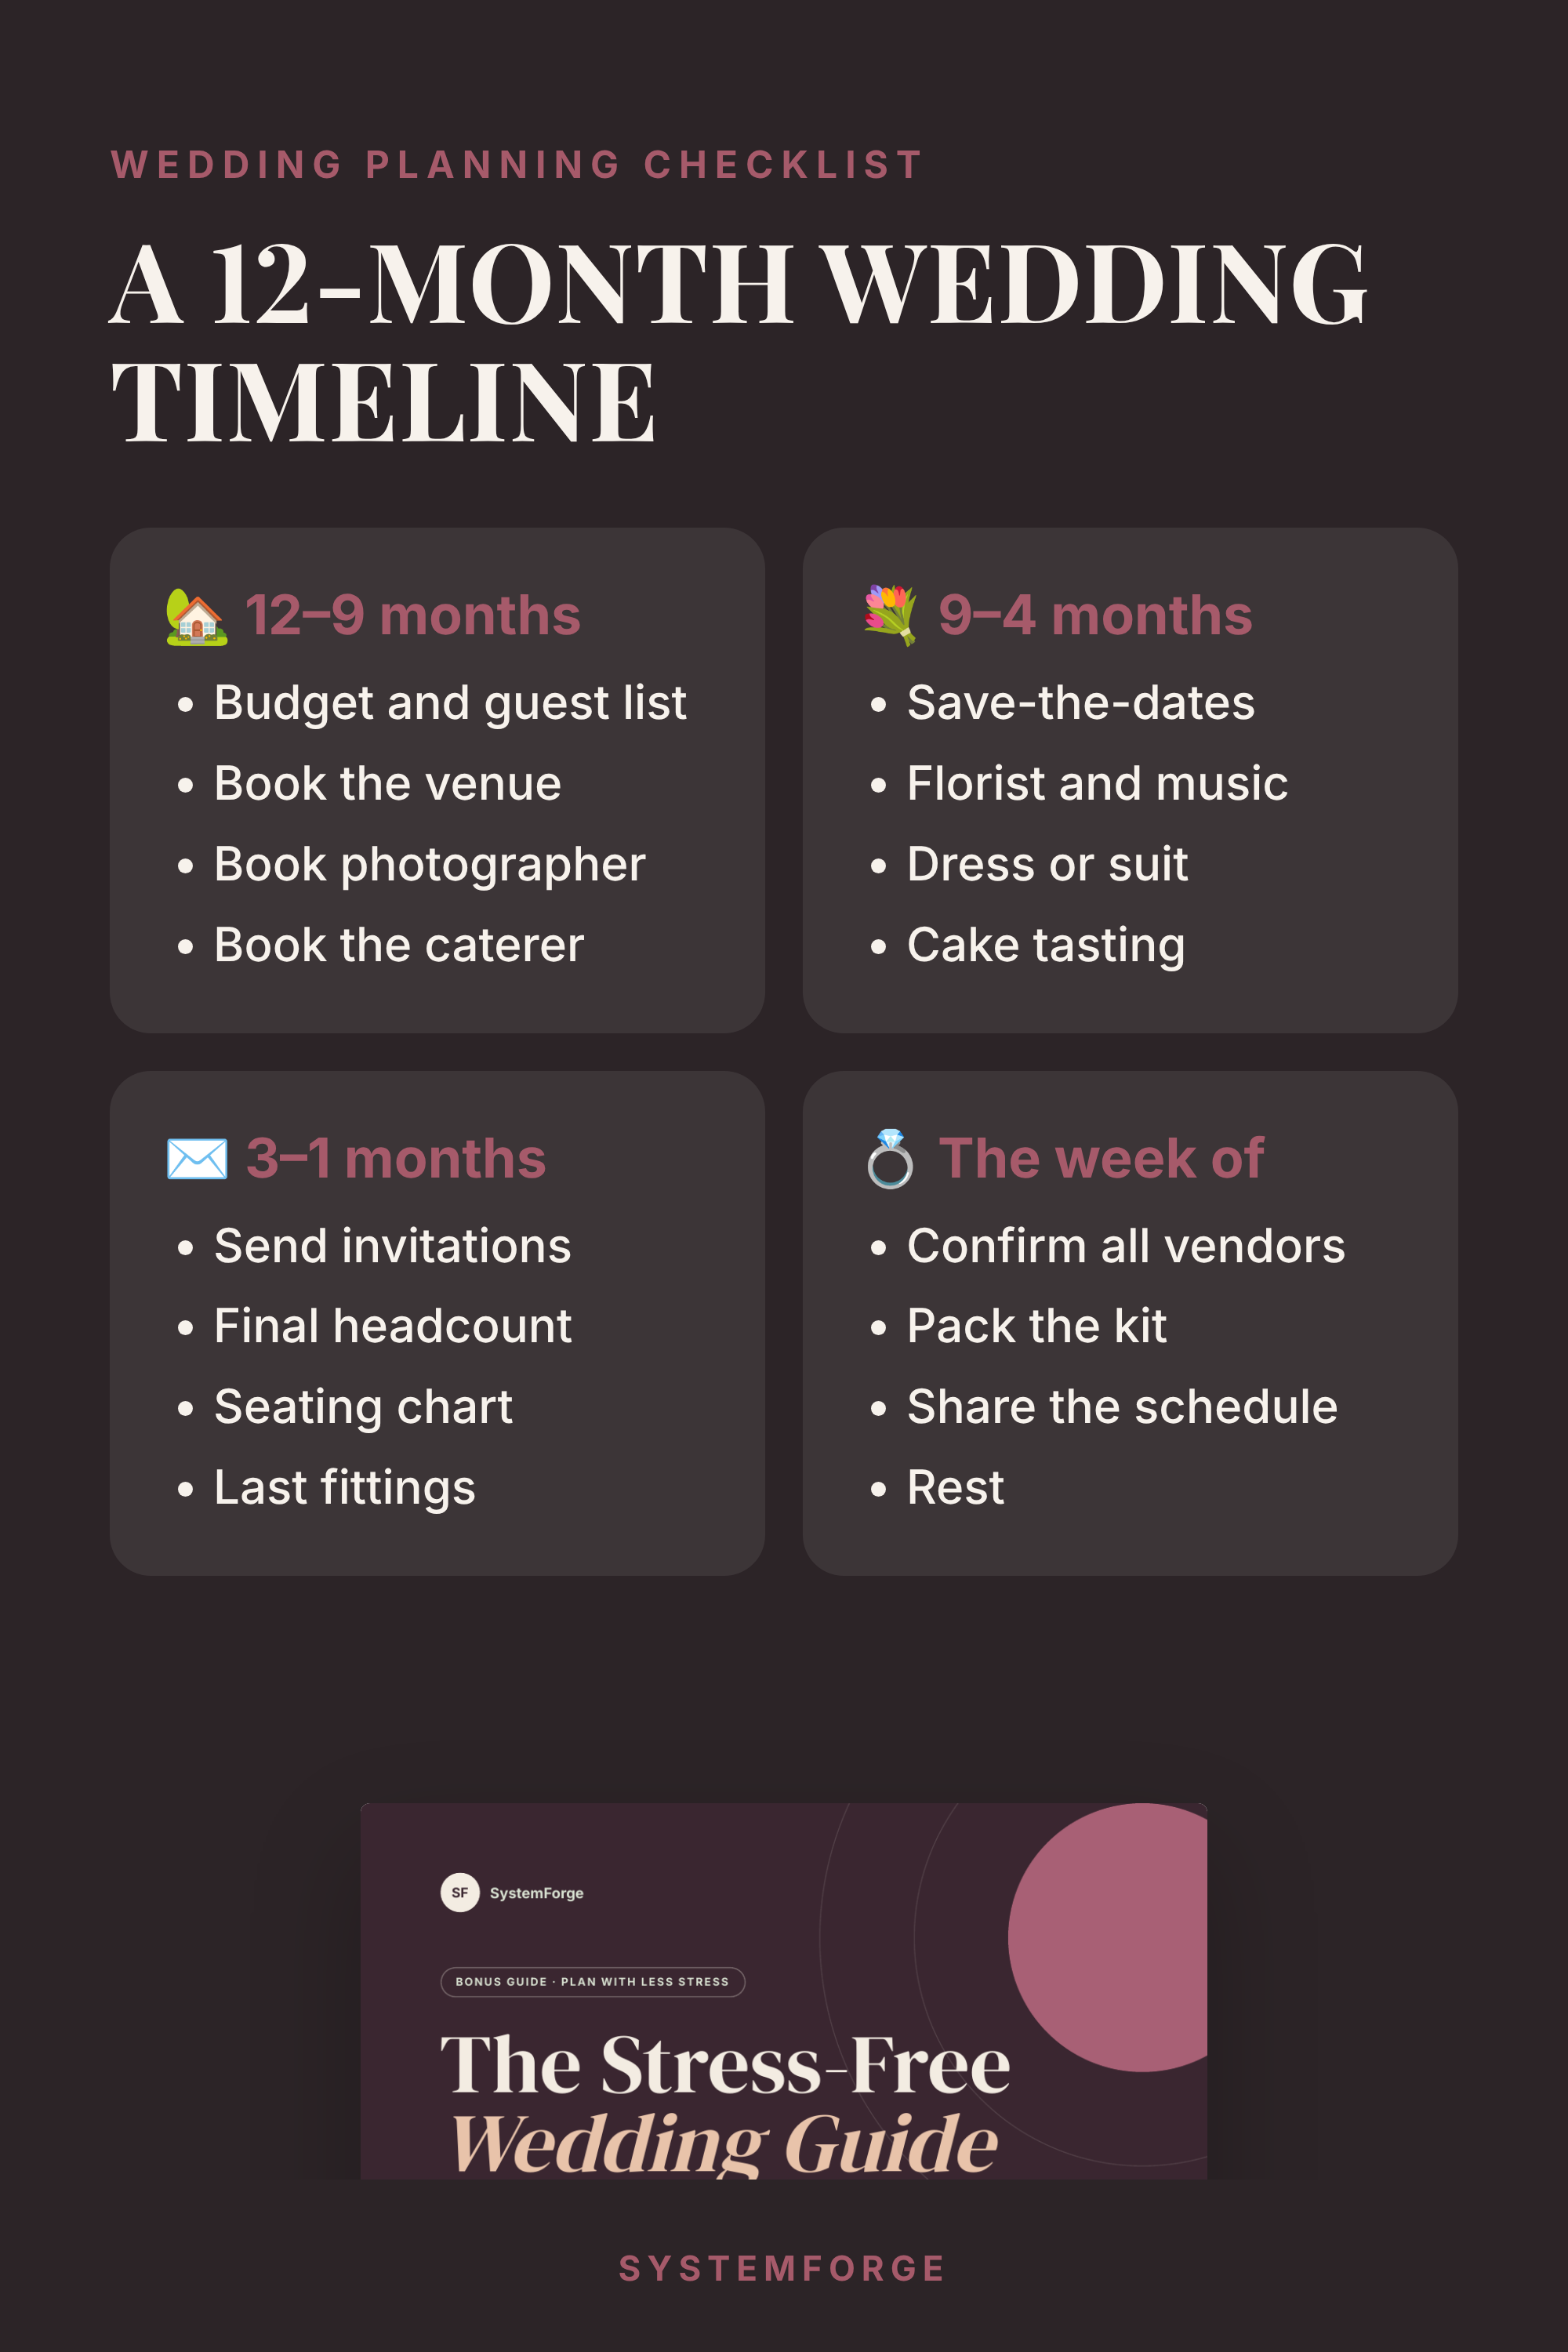 WEDDING PLANNING CHECKLIST
A 12–MONTH WEDDING
TIMELINE
12–9 months
• Budget and guest list
• Book the venue
• Book photographer
• Book the caterer
9–4 months
• Save-the-dates
• Florist and music
• Dress or suit
• Cake tasting
3–1 months
• Send invitations
• Final headcount
• Seating chart
• Last fittings
The week of
• Confirm all vendors
• Pack the kit
• Share the schedule
• Rest
SF SystemForge
BONUS GUIDE · PLAN WITH LESS STRESS
The Stress-Free
Wedding Guide
SYSTEMFORGE